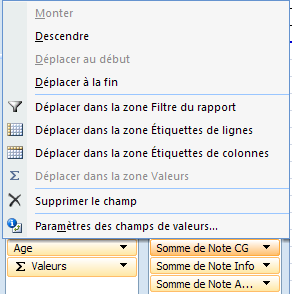 Monter
Descendre
Déplacer au début
Déplacer à la fin
Déplacer dans la zone Filtre du rapport
Déplacer dans la zone Étiquettes de lignes
Déplacer dans la zone Étiquettes de colonnes
Σ Déplacer dans la zone Valeurs
Supprimer le champ
Paramètres des champs de valeurs...
Age
Somme de Note CG
Σ Valeurs
Somme de Note Info
Somme de Note A...